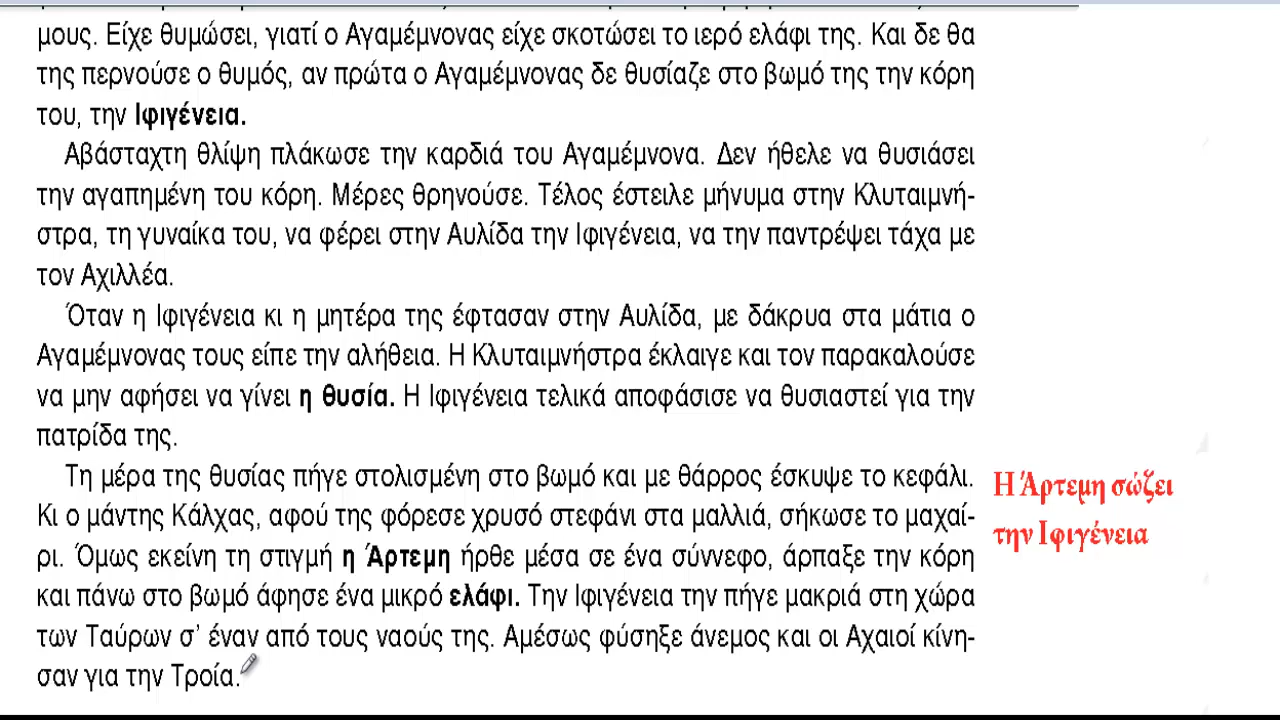 μους. Είχε θυμώσει, γιατί ο Αγαμέμνονας είχε σκοτώσει το ιερό ελάφι της. Και δε θα
της περνούσε ο θυμός, αν πρώτα ο Αγαμέμνονας δε θυσίαζε στο βωμό της την κόρη
του, την Ιφιγένεια.
Αβάσταχτη θλίψη πλάκωσε την καρδιά του Αγαμέμνονα. Δεν ήθελε να θυσιάσει
την αγαπημένη του κόρη. Μέρες θρηνούσε. Τέλος έστειλε μήνυμα στην Κλυταιμνή-
στρα, τη γυναίκα του, να φέρει στην Αυλίδα την Ιφιγένεια, να την παντρέψει τάχα με
τον Αχιλλέα.
Όταν η Ιφιγένεια κι η μητέρα της έφτασαν στην Αυλίδα, με δάκρυα στα μάτια ο
Αγαμέμνονας τους είπε την αλήθεια. Η Κλυταιμνήστρα έκλαιγε και τον παρακαλούσε
να μην αφήσει να γίνει η θυσία. Η Ιφιγένεια τελικά αποφάσισε να θυσιαστεί για την
πατρίδα της.
Τη μέρα της θυσίας πήγε στολισμένη στο βωμό και με θάρρος έσκυψε το κεφάλι.
Κι ο μάντης Κάλχας, αφού της φόρεσε χρυσό στεφάνι στα μαλλιά, σήκωσε το μαχαί-
ρι. Όμως εκείνη τη στιγμή η Άρτεμη ήρθε μέσα σε ένα σύννεφο, άρπαξε την κόρη
και πάνω στο βωμό άφησε ένα μικρό ελάφι. Την Ιφιγένεια την πήγε μακριά στη χώρα
των Ταύρων σ' έναν από τους ναούς της. Αμέσως φύσηξε άνεμος και οι Αχαιοί κίνη-
σαν για την Τροία.
Η Άρτεμη σώζει
την Ιφιγένεια